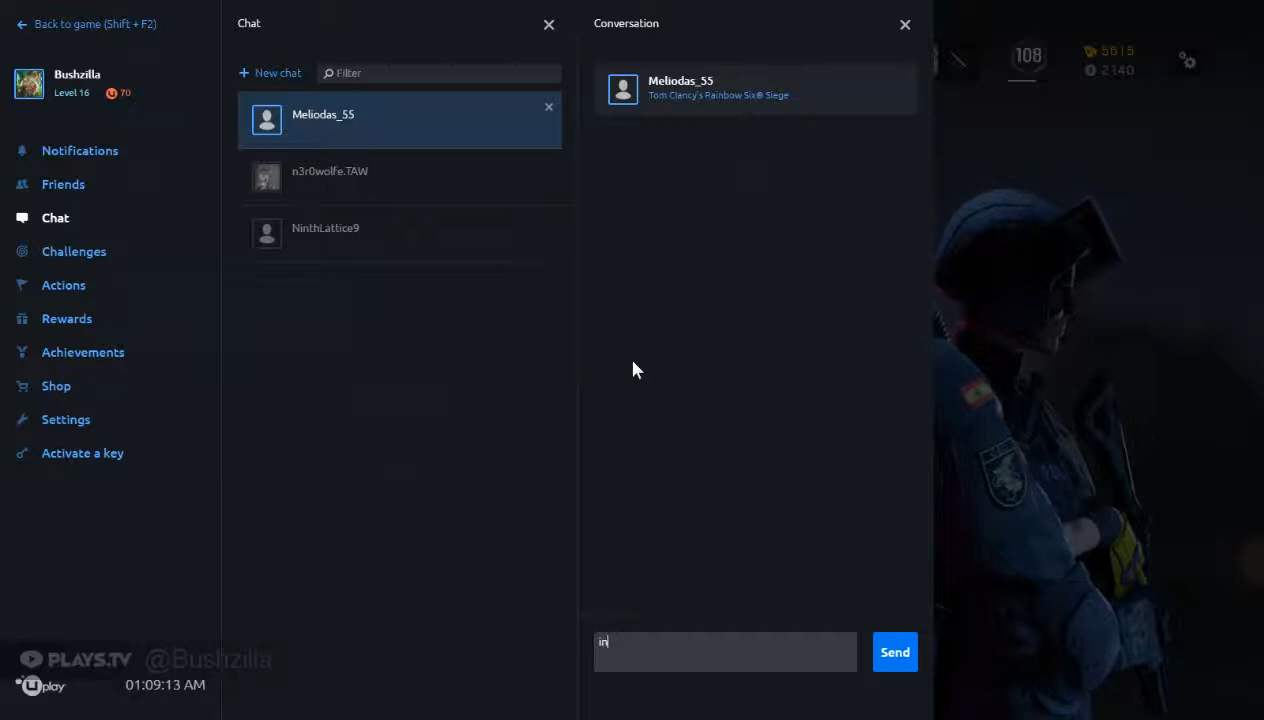 Back to game (Shift + F2)
Bushzilla
Level 16 70
Notifications
Friends
Chat
Challenges
Actions
Rewards
Achievements
Shop
Settings
Activate a key
PLAYS.TV @Bushzilla
uplay 01:09:13 AM
Chat
New chat
Filter
Meliodas_55
n3r0wolfe.TAW
NinthLattice9
Conversation
Meliodas_55
Tom Clancy's Rainbow Six® Siege
in
Send
108
5615
2140